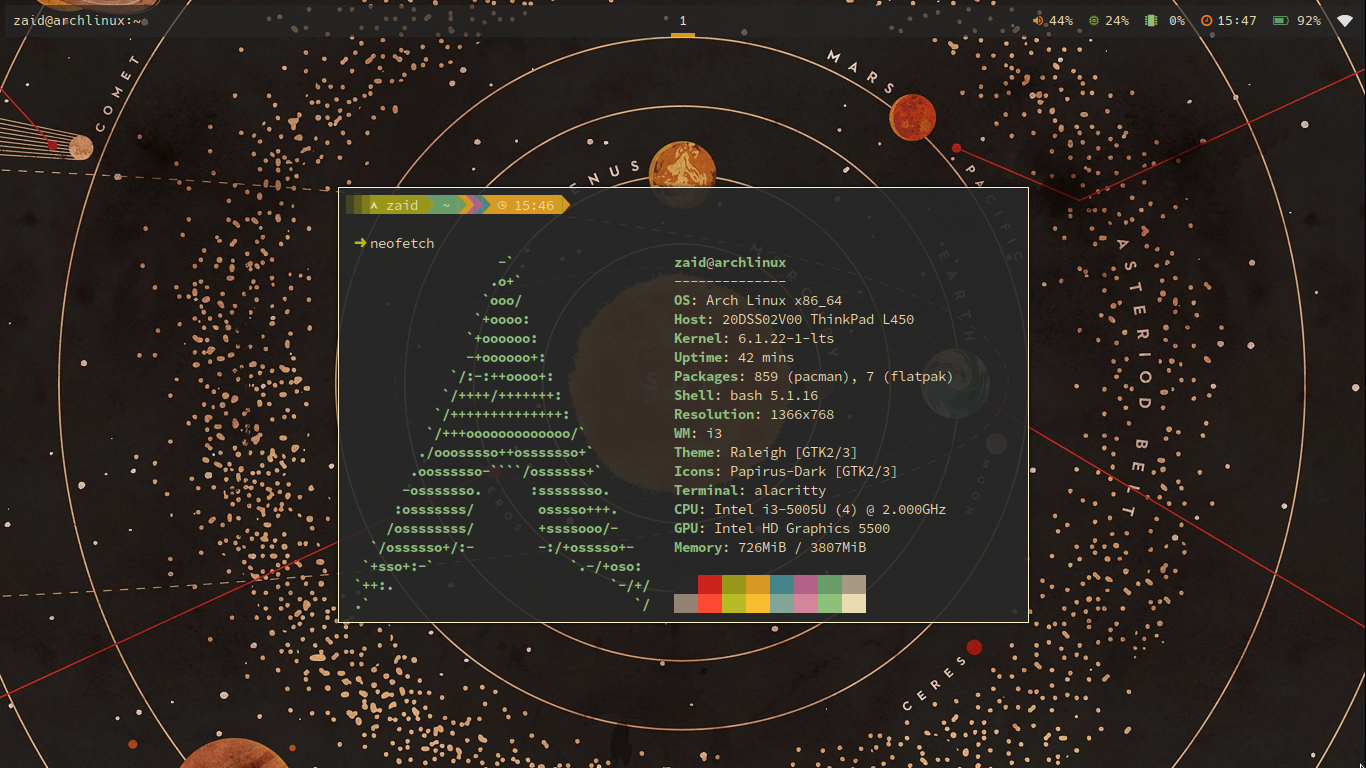 zaid@archlinux:~
1
44% 24% 0% 15:47 92%
COMET
MARS
ENUS
PACIFIC
ASTERIOD BELT
zaid ~ 15:46
➜ neofetch
-`
.o+`
`ooo/
`+oooo:
`+oooooo:
-+oooooo+:
`/:-:++oooo+:
`/++++/+++++++:
`/++++++++++++++:
`/+++ooooooooooooo/`
./ooosssso++osssssso+`
.oossssso-````/ossssss+`
-osssssso. :ssssssso.
:osssssss/ osssso+++.
/ossssssss/ +ssssooo/-
`/ossssso+/:- -:/+osssso+-
`+sso+:-` `.-/+oso:
`++:. `-/+/
.` `/
zaid@archlinux
--------------
OS: Arch Linux x86_64
Host: 20DSS02V00 ThinkPad L450
Kernel: 6.1.22-1-lts
Uptime: 42 mins
Packages: 859 (pacman), 7 (flatpak)
Shell: bash 5.1.16
Resolution: 1366x768
WM: i3
Theme: Raleigh [GTK2/3]
Icons: Papirus-Dark [GTK2/3]
Terminal: alacritty
CPU: Intel i3-5005U (4) @ 2.000GHz
GPU: Intel HD Graphics 5500
Memory: 726MiB / 3807MiB
EARTH
MOON
EROS
CERES